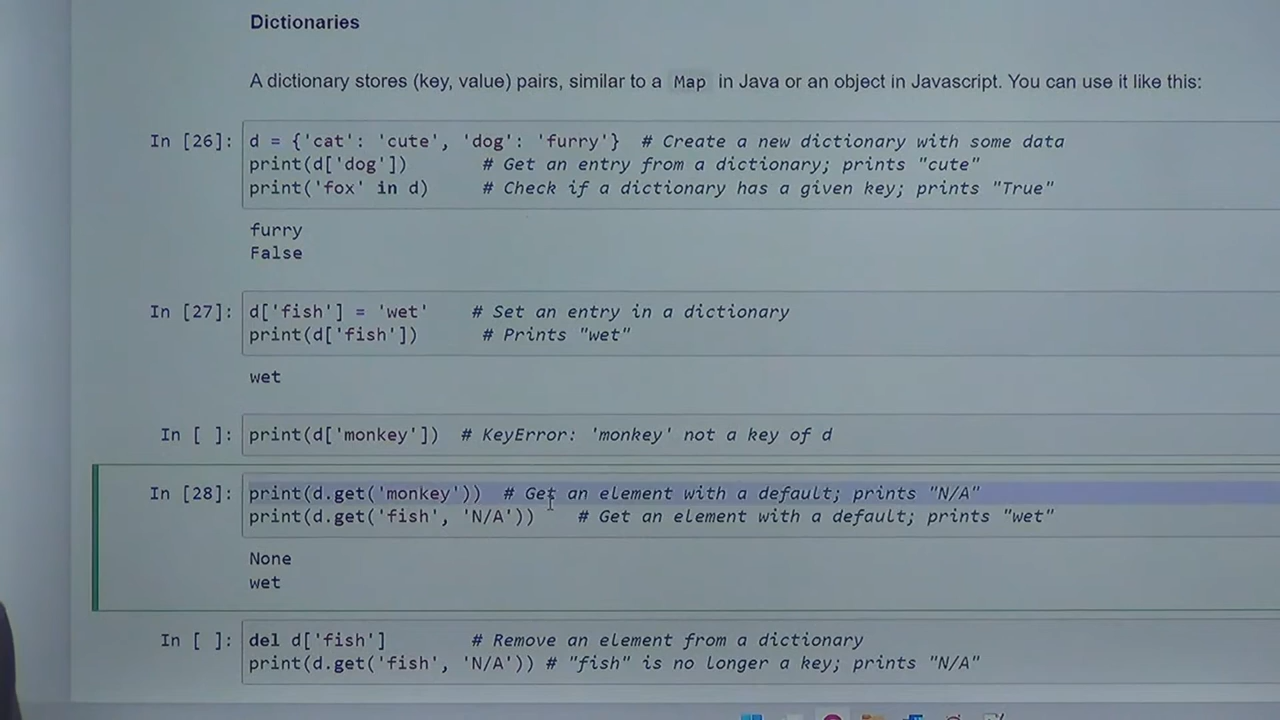 Dictionaries
A dictionary stores (key, value) pairs, similar to a Map in Java or an object in Javascript. You can use it like this:
In [26]: d = {'cat': 'cute', 'dog': 'furry'}  # Create a new dictionary with some data
print(d['dog'])       # Get an entry from a dictionary; prints "cute"
print('fox' in d)     # Check if a dictionary has a given key; prints "True"
furry
False
In [27]: d['fish'] = 'wet'    # Set an entry in a dictionary
print(d['fish'])      # Prints "wet"
wet
In [ ]: print(d['monkey'])  # KeyError: 'monkey' not a key of d
In [28]: print(d.get('monkey'))  # Get an element with a default; prints "N/A"
print(d.get('fish', 'N/A'))    # Get an element with a default; prints "wet"
None
wet
In [ ]: del d['fish']        # Remove an element from a dictionary
print(d.get('fish', 'N/A')) # "fish" is no longer a key; prints "N/A"